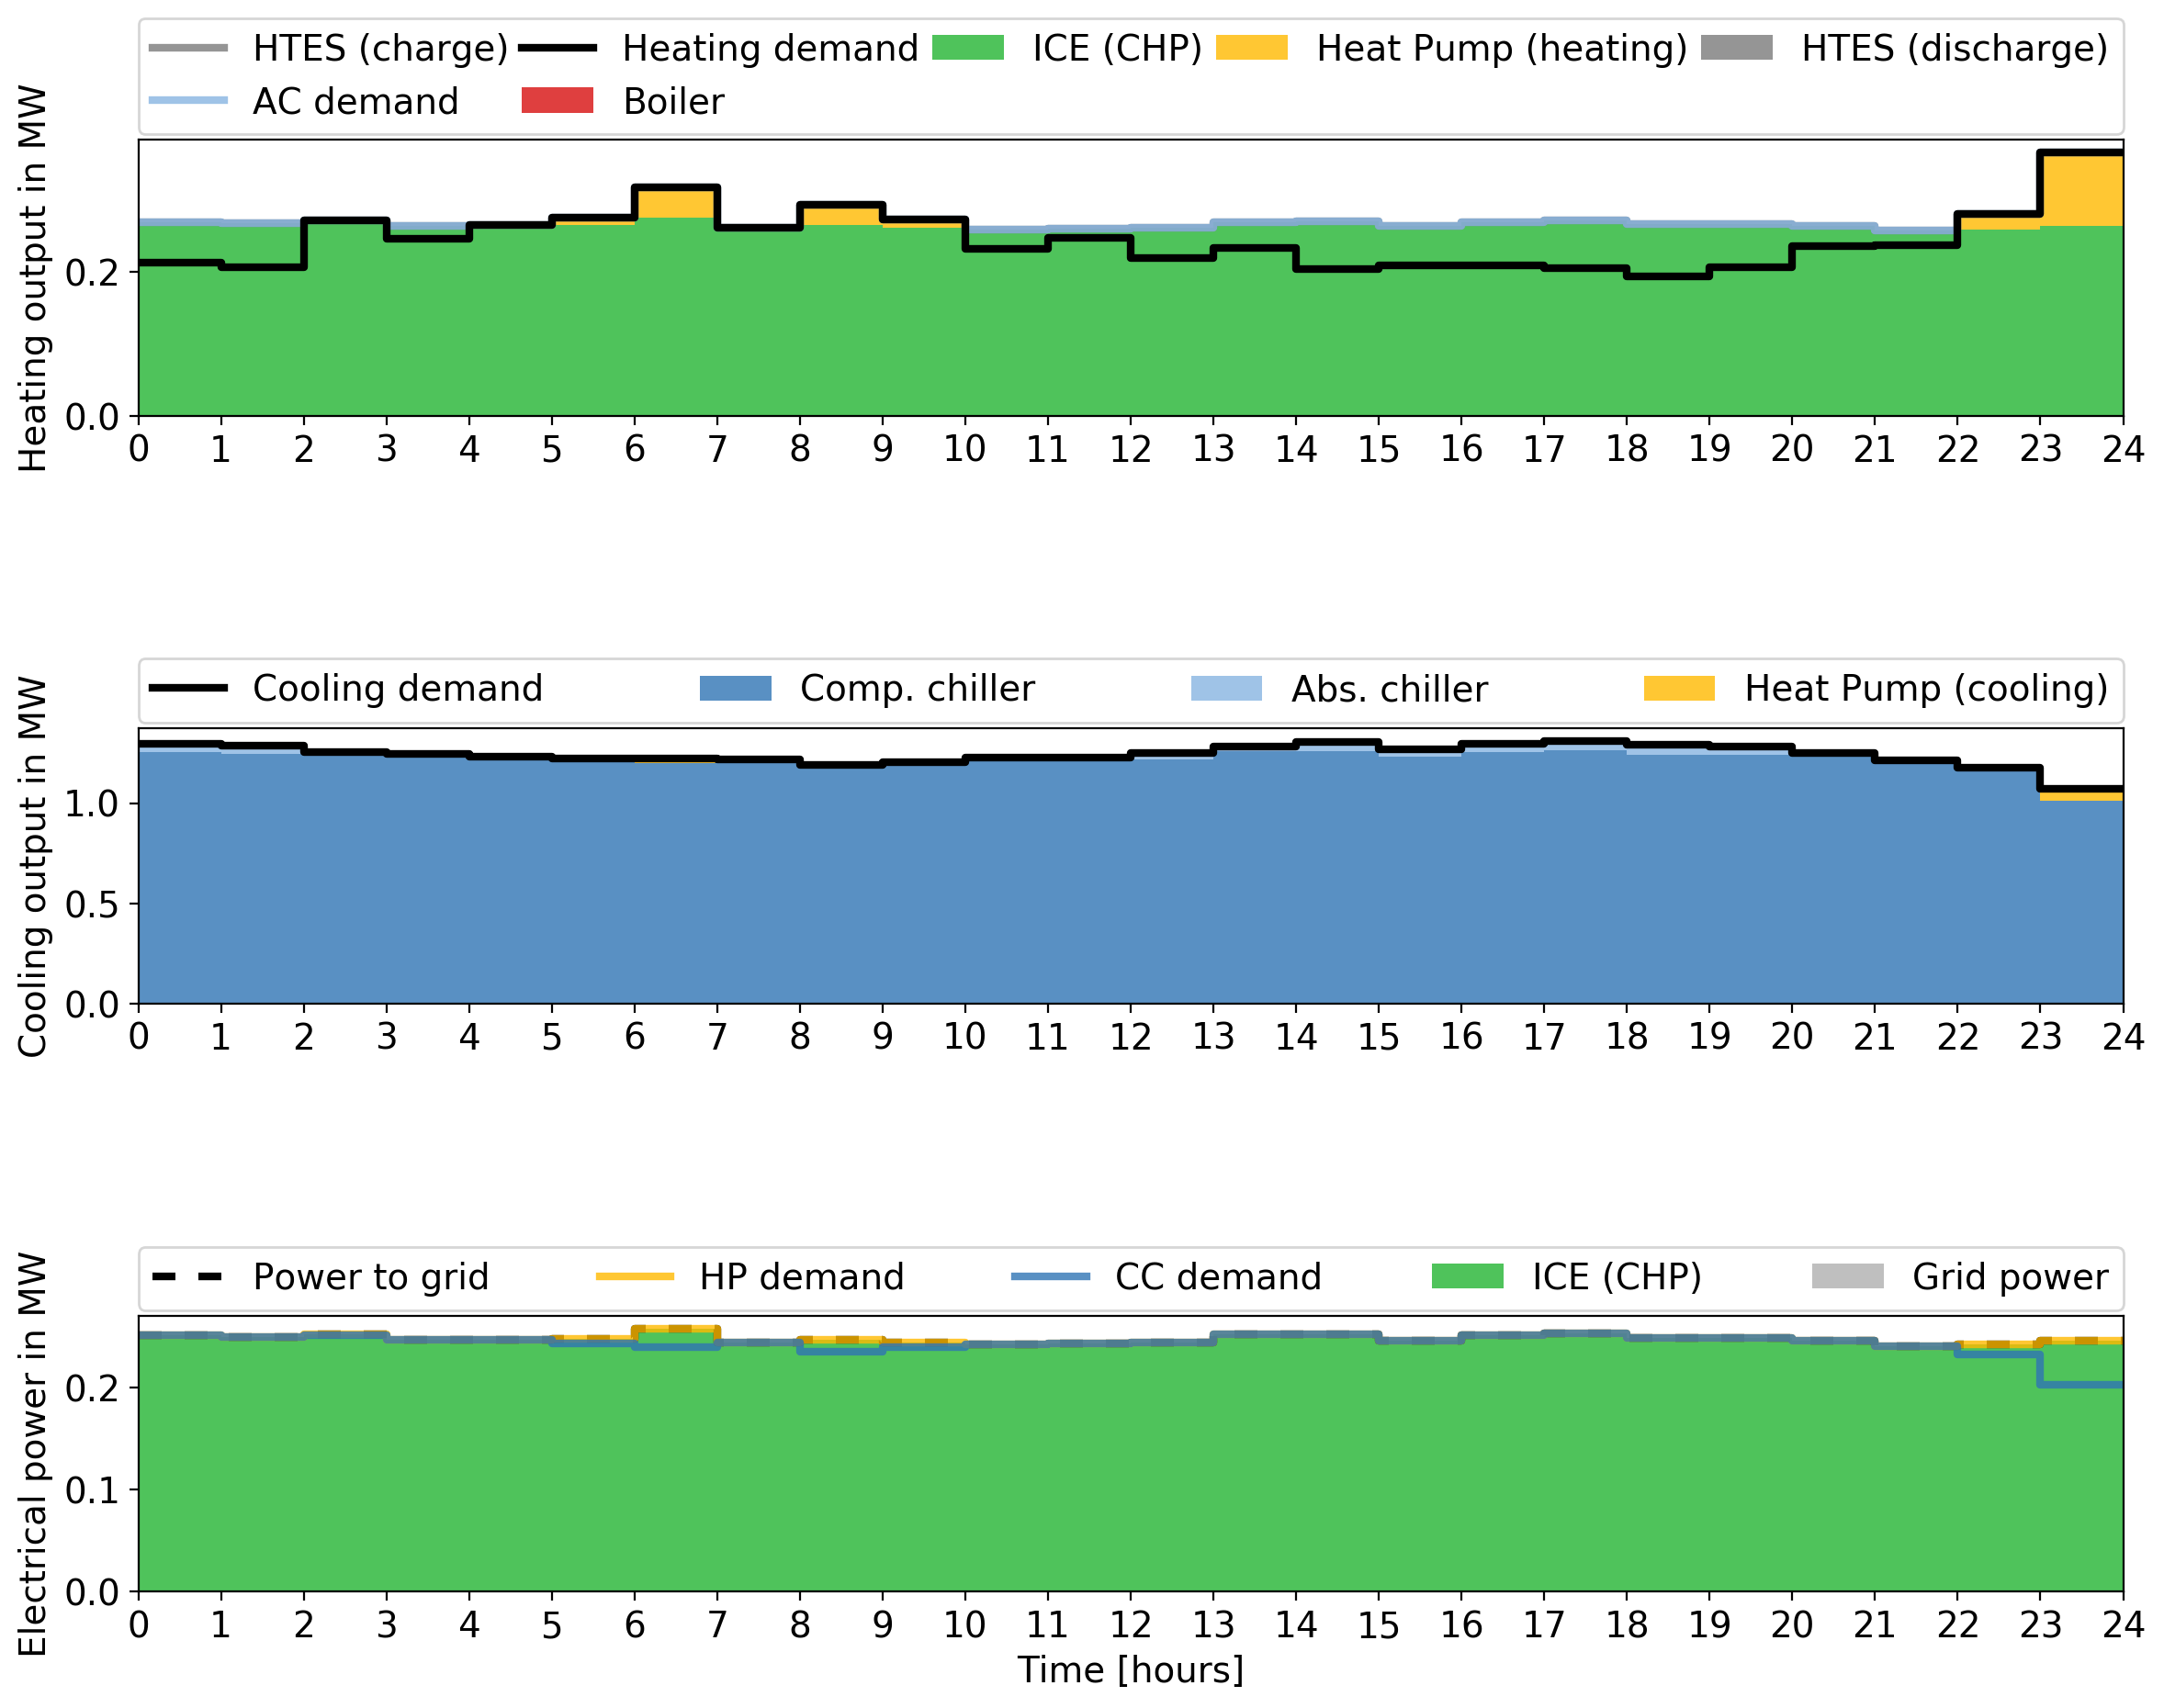 HTES (charge) Heating demand ICE (CHP) Heat Pump (heating) HTES (discharge)
AC demand Boiler
Heating output in MW
0.2
0.0
0 1 2 3 4 5 6 7 8 9 10 11 12 13 14 15 16 17 18 19 20 21 22 23 24
Cooling demand Comp. chiller Abs. chiller Heat Pump (cooling)
Cooling output in MW
1.0
0.5
0.0
0 1 2 3 4 5 6 7 8 9 10 11 12 13 14 15 16 17 18 19 20 21 22 23 24
Power to grid HP demand CC demand ICE (CHP) Grid power
Electrical power in MW
0.2
0.1
0.0
0 1 2 3 4 5 6 7 8 9 10 11 12 13 14 15 16 17 18 19 20 21 22 23 24
Time [hours]